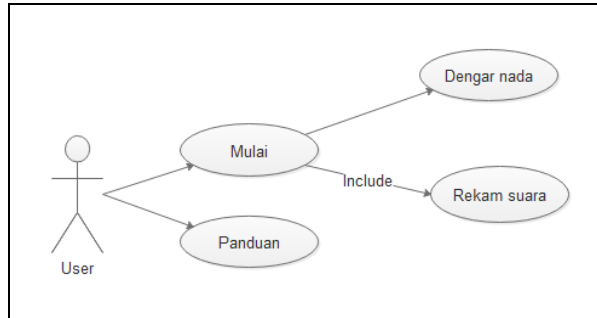 Dengar nada
Mulai
Include
Rekam suara
Panduan
User